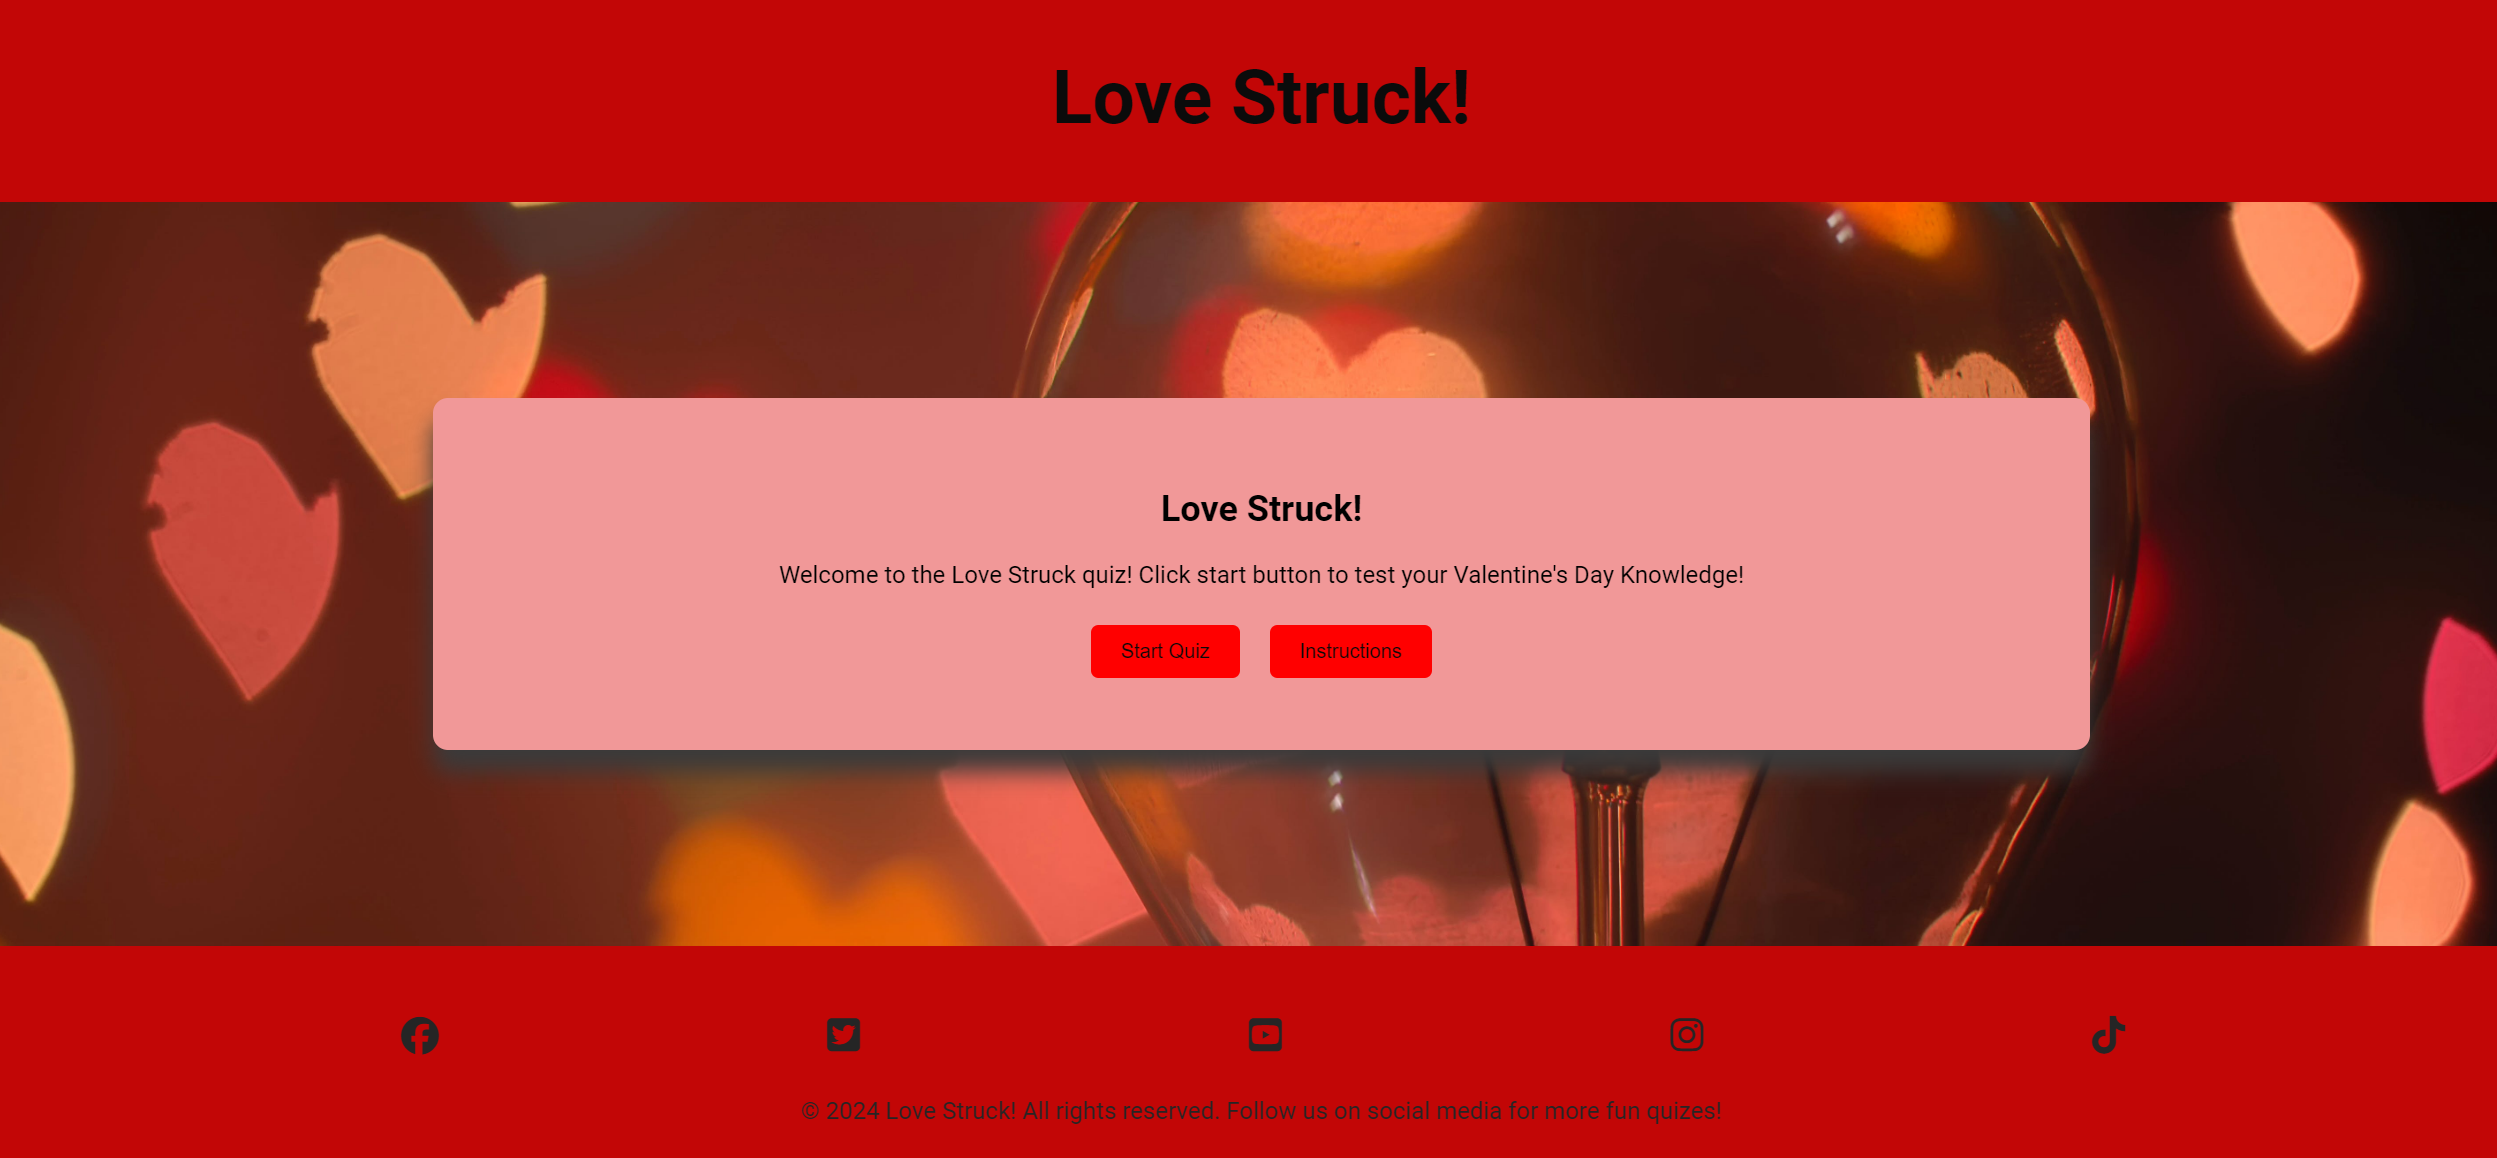 Love Struck!
Love Struck!
Welcome to the Love Struck quiz! Click start button to test your Valentine's Day Knowledge!
Start Quiz
Instructions
© 2024 Love Struck! All rights reserved. Follow us on social media for more fun quizes!